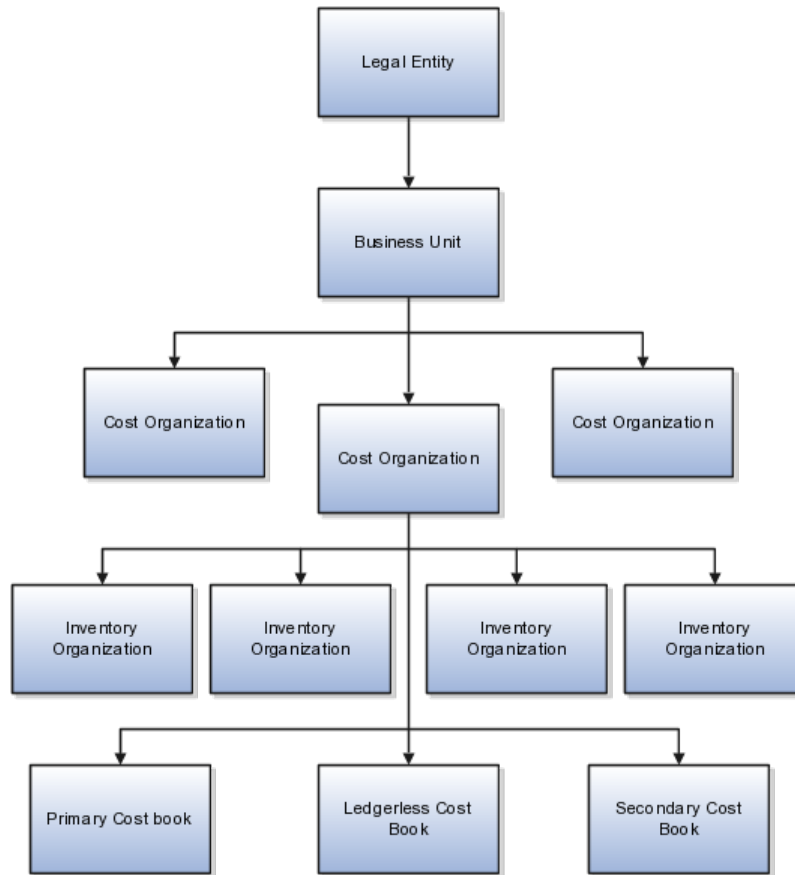 Legal Entity
Business Unit
Cost Organization
Cost Organization
Cost Organization
Inventory
Organization
Inventory
Organization
Inventory
Organization
Inventory
Organization
Primary Cost book
Ledgerless Cost
Book
Secondary Cost
Book